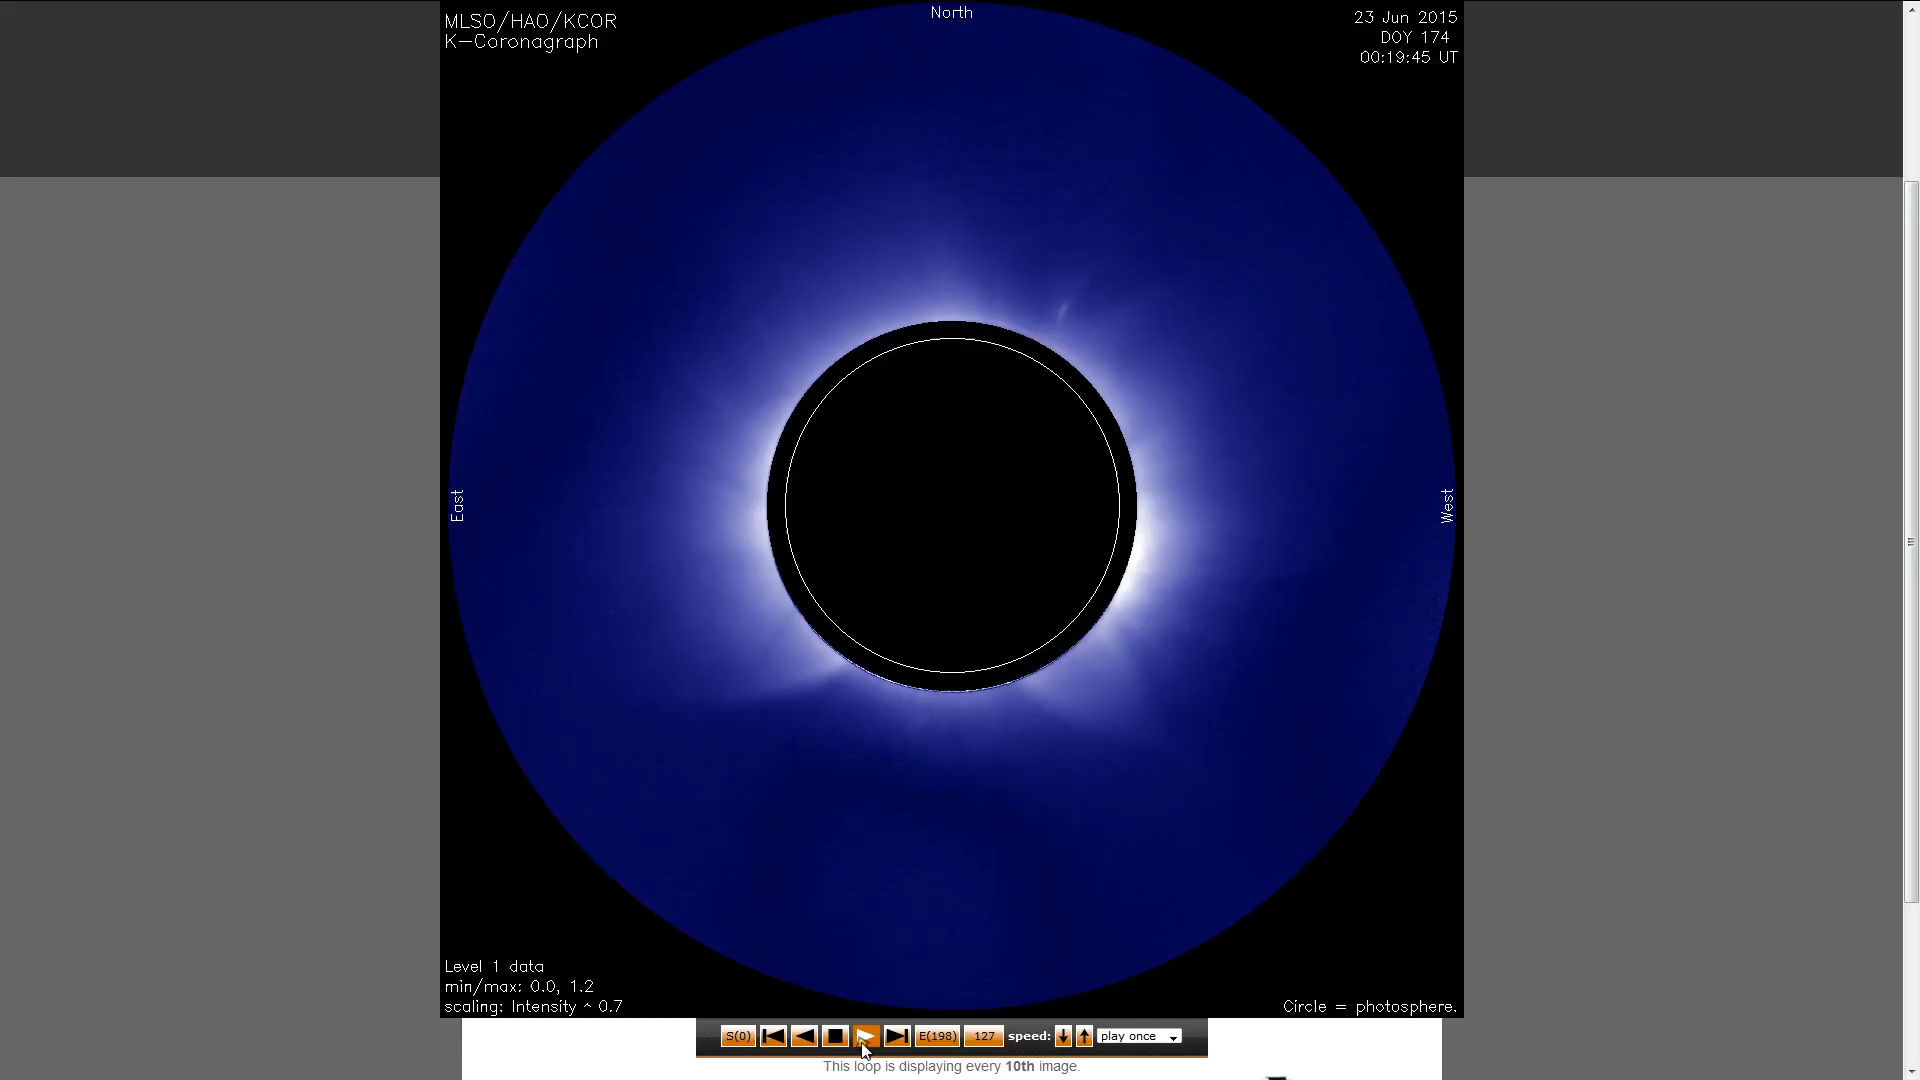 MLSO/HAO/KCOR
K-Coronagraph
North
23 Jun 2015
DOY 174
00:19:45 UT
East
West
Level 1 data
min/max: 0.0, 1.2
scaling: Intensity ^ 0.7
Circle = photosphere.
S(0) E(198) 127 speed: play once
This loop is displaying every 10th image.